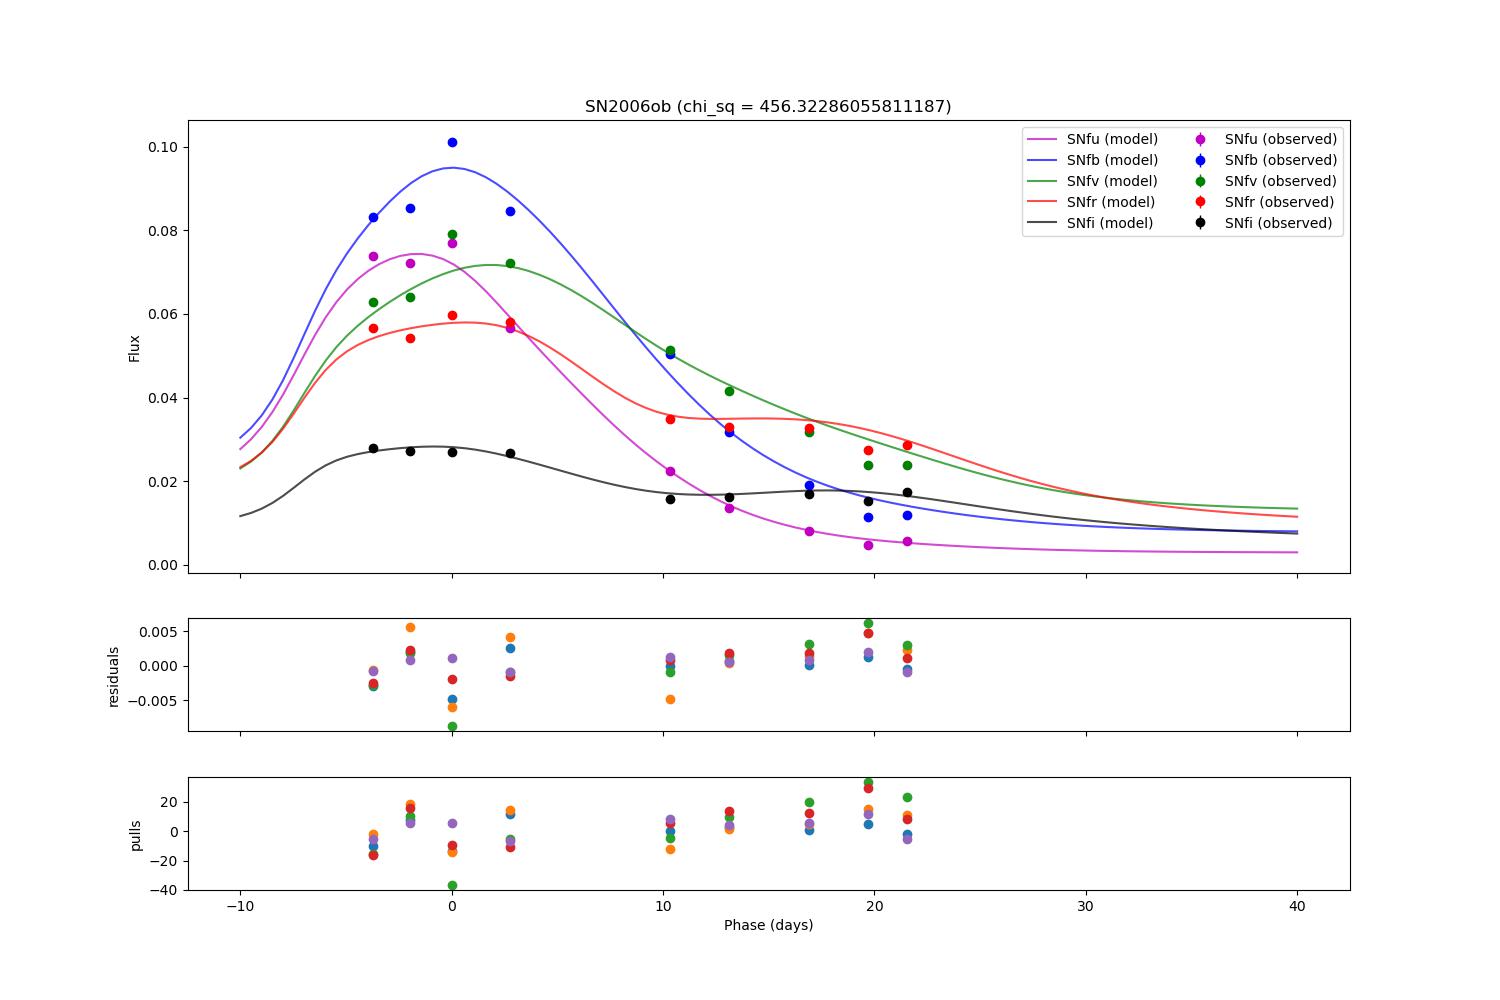 SN2006ob (chi_sq = 456.32286055811187)
SNfu (model) SNfu (observed)
SNfb (model) SNfb (observed)
SNfv (model) SNfv (observed)
SNfr (model) SNfr (observed)
SNfi (model) SNfi (observed)
Flux
0.10
0.08
0.06
0.04
0.02
0.00
residuals
0.005
0.000
−0.005
pulls
20
0
−20
−40
−10 0 10 20 30 40
Phase (days)